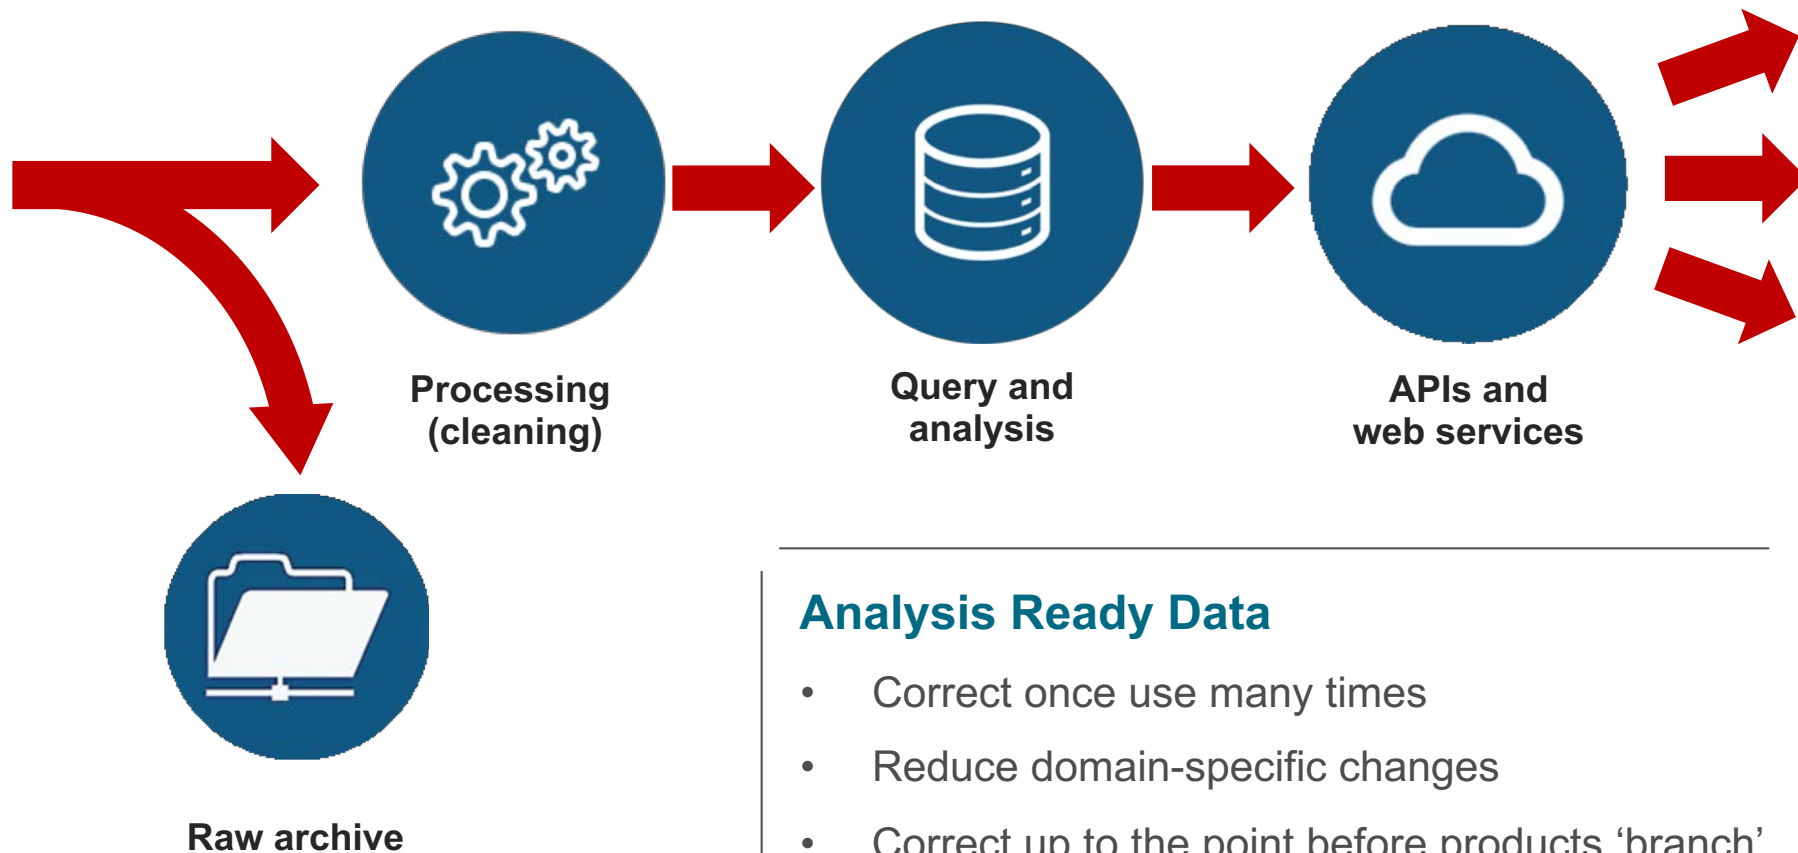 Processing
(cleaning)
Query and
analysis
APIs and
web services
Raw archive
Analysis Ready Data
• Correct once use many times
• Reduce domain-specific changes
• Correct up to the point before products ‘branch’